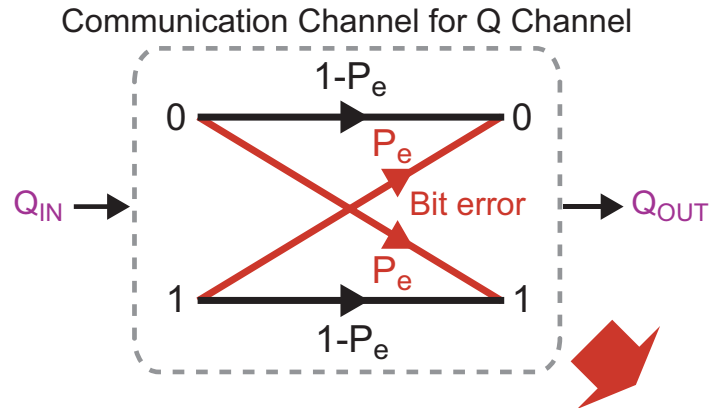 Communication Channel for Q Channel
1-Pe
0 0
Pe
QIN Bit error QOUT
Pe
1 1
1-Pe